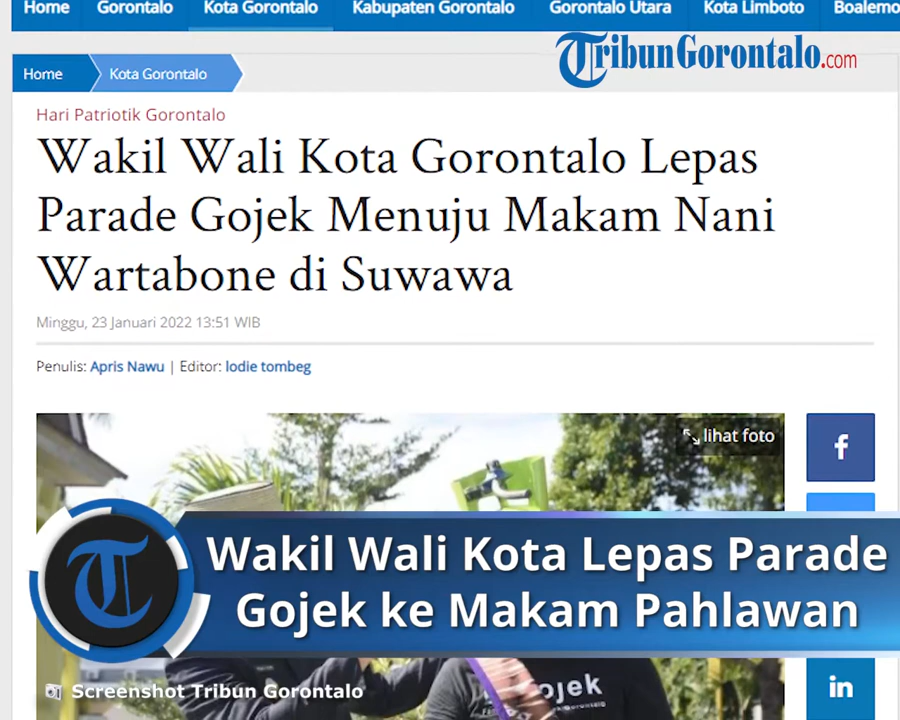 Home Gorontalo Kota Gorontalo Kabupaten Gorontalo Gorontalo Utara Kota Limboto Boalemo
TribunGorontalo.com
Home Kota Gorontalo
Hari Patriotik Gorontalo
Wakil Wali Kota Gorontalo Lepas
Parade Gojek Menuju Makam Nani
Wartabone di Suwawa
Minggu, 23 Januari 2022 13:51 WIB
Penulis: Apris Nawu | Editor: lodie tombeg
lihat foto
f
Wakil Wali Kota Lepas Parade
Gojek ke Makam Pahlawan
T
Screenshot Tribun Gorontalo
ojek
in